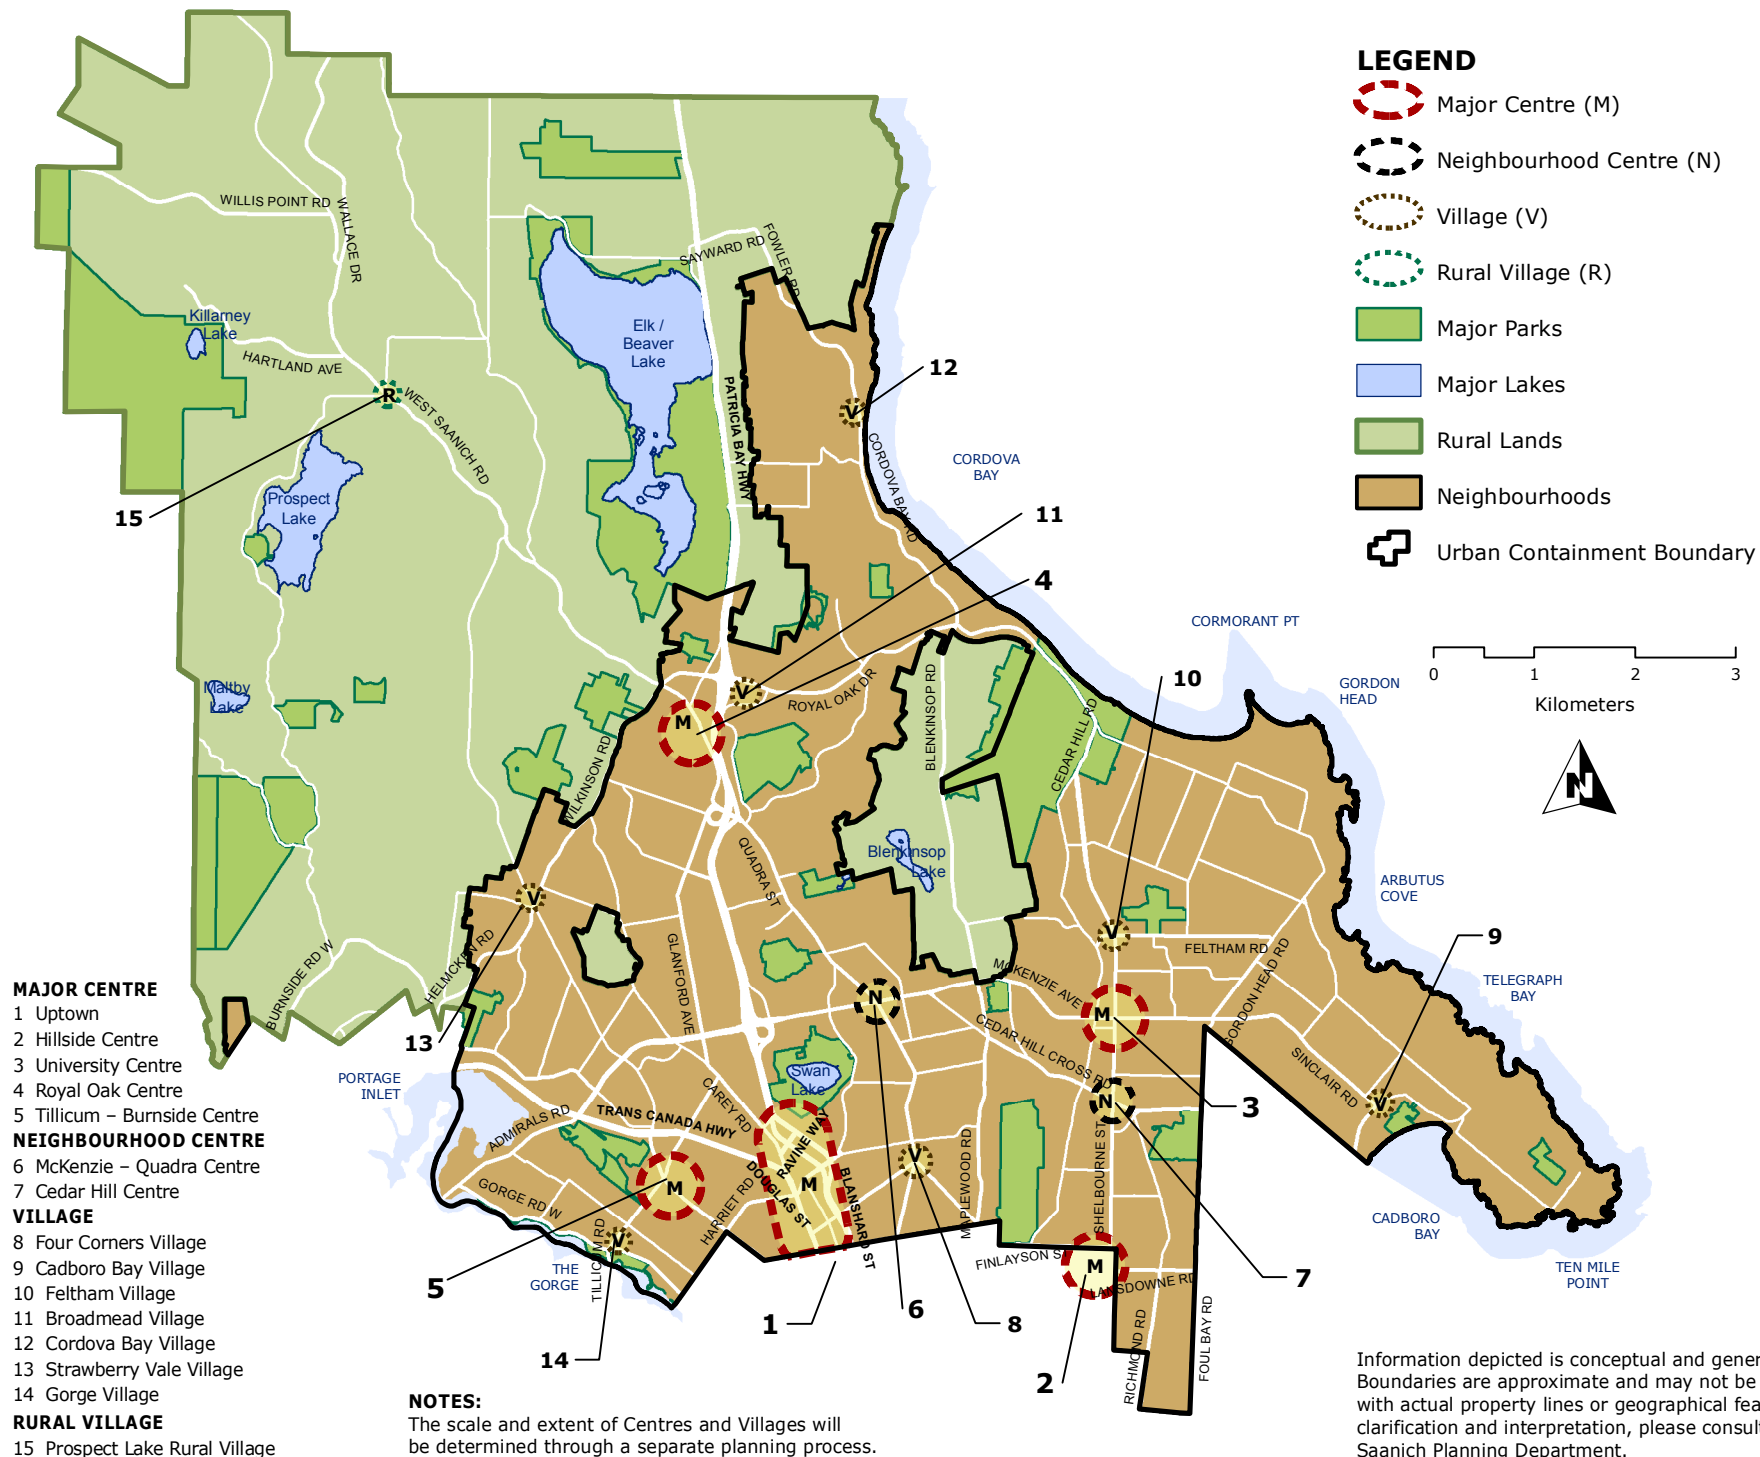 LEGEND
Major Centre (M)
Neighbourhood Centre (N)
Village (V)
Rural Village (R)
Major Parks
Major Lakes
Rural Lands
Neighbourhoods
Urban Containment Boundary
0 1 2 3
Kilometers
N
WILLIS POINT RD
WALLACE DR
SAYWARD RD
FOWLER RD
Killarney
Lake
HARTLAND AVE
Elk /
Beaver
Lake
R
WEST SAANICH RD
PATRICIA BAY HWY
12
V
CORDOVA BAY RD
CORDOVA
BAY
15
Prospect
Lake
11
4
CORMORANT PT
GORDON
HEAD
10
Maltby
Lake
V
M
ROYAL OAK DR
BLENKINSOP RD
CEDAR HILL RD
WILKINSON RD
QUADRA ST
Blenkinsop
Lake
ARBUTUS
COVE
V
V
9
FELTHAM RD
GORDON HEAD RD
TELEGRAPH
BAY
BURNSIDE RD W
HELMCKEN RD
GLANFORD AVE
MCKENZIE AVE
N
M
CEDAR HILL CROSS RD
13
SINCLAIR RD
PORTAGE
INLET
Swan
Lake
CAREY RD
N
V
3
ADMIRALS RD
TRANS CANADA HWY
RAVINE WAY
DOUGLAS ST
BLANSHARD ST
M
V
MAPLEWOOD RD
SHELBOURNE ST
V
M
GORGE RD W
HARRIET RD
TILLICUM RD
V
CADBORO
BAY
5
THE
GORGE
FINLAYSON S
M
LANSDOWNE RD
7
TEN MILE
POINT
1
6
8
14
2
RICHMOND RD
FOUL BAY RD
MAJOR CENTRE
1 Uptown
2 Hillside Centre
3 University Centre
4 Royal Oak Centre
5 Tillicum – Burnside Centre
NEIGHBOURHOOD CENTRE
6 McKenzie – Quadra Centre
7 Cedar Hill Centre
VILLAGE
8 Four Corners Village
9 Cadboro Bay Village
10 Feltham Village
11 Broadmead Village
12 Cordova Bay Village
13 Strawberry Vale Village
14 Gorge Village
RURAL VILLAGE
15 Prospect Lake Rural Village
NOTES:
The scale and extent of Centres and Villages will
be determined through a separate planning process.
Information depicted is conceptual and gener
Boundaries are approximate and may not be
with actual property lines or geographical fea
clarification and interpretation, please consul
Saanich Planning Department.